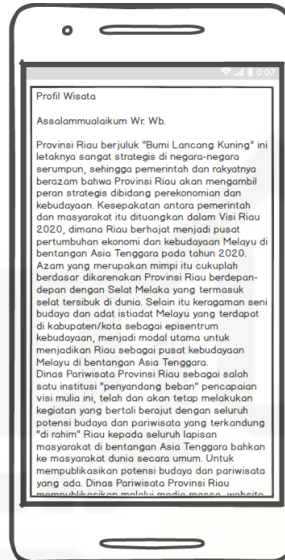 0:07
Profil Wisata
Assalammualaikum Wr. Wb.
Provinsi Riau berjuluk "Bumi Lancang Kuning" ini
letaknya sangat strategis di negara-negara
serumpun, sehingga pemerintah dan rakyatnya
berazam bahwa Provinsi Riau akan mengambil
peran strategis dibidang perekonomian dan
kebudayaan. Kesepakatan antara pemerintah
dan masyarakat itu dituangkan dalam Visi Riau
2020, dimana Riau berhajat menjadi pusat
pertumbuhan ekonomi dan kebudayaan Melayu di
bentangan Asia Tenggara pada tahun 2020.
Azam yang merupakan mimpi itu cukuplah
berdasar dikarenakan Provinsi Riau berdepan-
depan dengan Selat Melaka yang termasuk
selat tersibuk di dunia. Selain itu keragaman seni
budaya dan adat istiadat Melayu yang terdapat
di kabupaten/kota sebagai episentrum
kebudayaan, menjadi modal utama untuk
menjadikan Riau sebagai pusat kebudayaan
Melayu di bentangan Asia Tenggara.
Dinas Pariwisata Provinsi Riau sebagai salah
satu institusi "penyandang beban" pencapaian
visi mulia ini, telah dan akan tetap melakukan
kegiatan yang bertali berajut dengan seluruh
potensi budaya dan pariwisata yang terkandung
"di rahim" Riau kepada seluruh lapisan
masyarakat di bentangan Asia Tenggara bahkan
ke masyarakat dunia secara umum. Untuk
mempublikasikan potensi budaya dan pariwisata
yang ada. Dinas Pariwisata Provinsi Riau
mempublikasikan melalui media massa, website